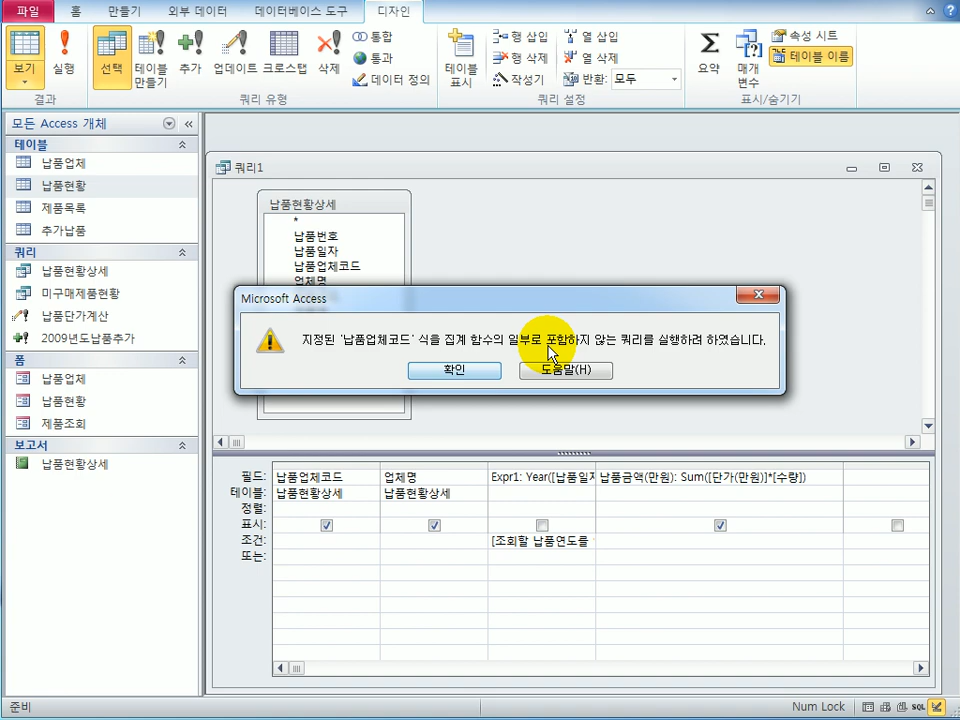 파일 홈 만들기 외부 데이터 데이터베이스 도구 디자인
보기 실행 선택 테이블 만들기 추가 업데이트 크로스탭 삭제
통합
통과
데이터 정의
테이블 표시
행 삽입
행 삭제
작성기
열 삽입
열 삭제
반환: 모두
요약
매개 변수
속성 시트
테이블 이름
결과 쿼리 유형 쿼리 설정 표시/숨기기
모든 Access 개체
테이블
납품업체
납품현황
제품목록
추가납품
쿼리
납품현황상세
미구매제품현황
납품단가계산
2009년도납품추가
폼
납품업체
납품현황
제품조회
보고서
납품현황상세
쿼리1
납품현황상세
*
납품번호
납품일자
납품업체코드
업체명
Microsoft Access
지정된 '납품업체코드' 식을 집계 함수의 일부로 포함하지 않는 쿼리를 실행하려 하였습니다.
확인 도움말(H)
필드: 납품업체코드 업체명 Expr1: Year([납품일자 납품금액(만원): Sum([단가(만원)]*[수량])
테이블: 납품현황상세 납품현황상세
정렬:
표시:
조건: [조회할 납품연도를
또는:
준비 Num Lock SQL